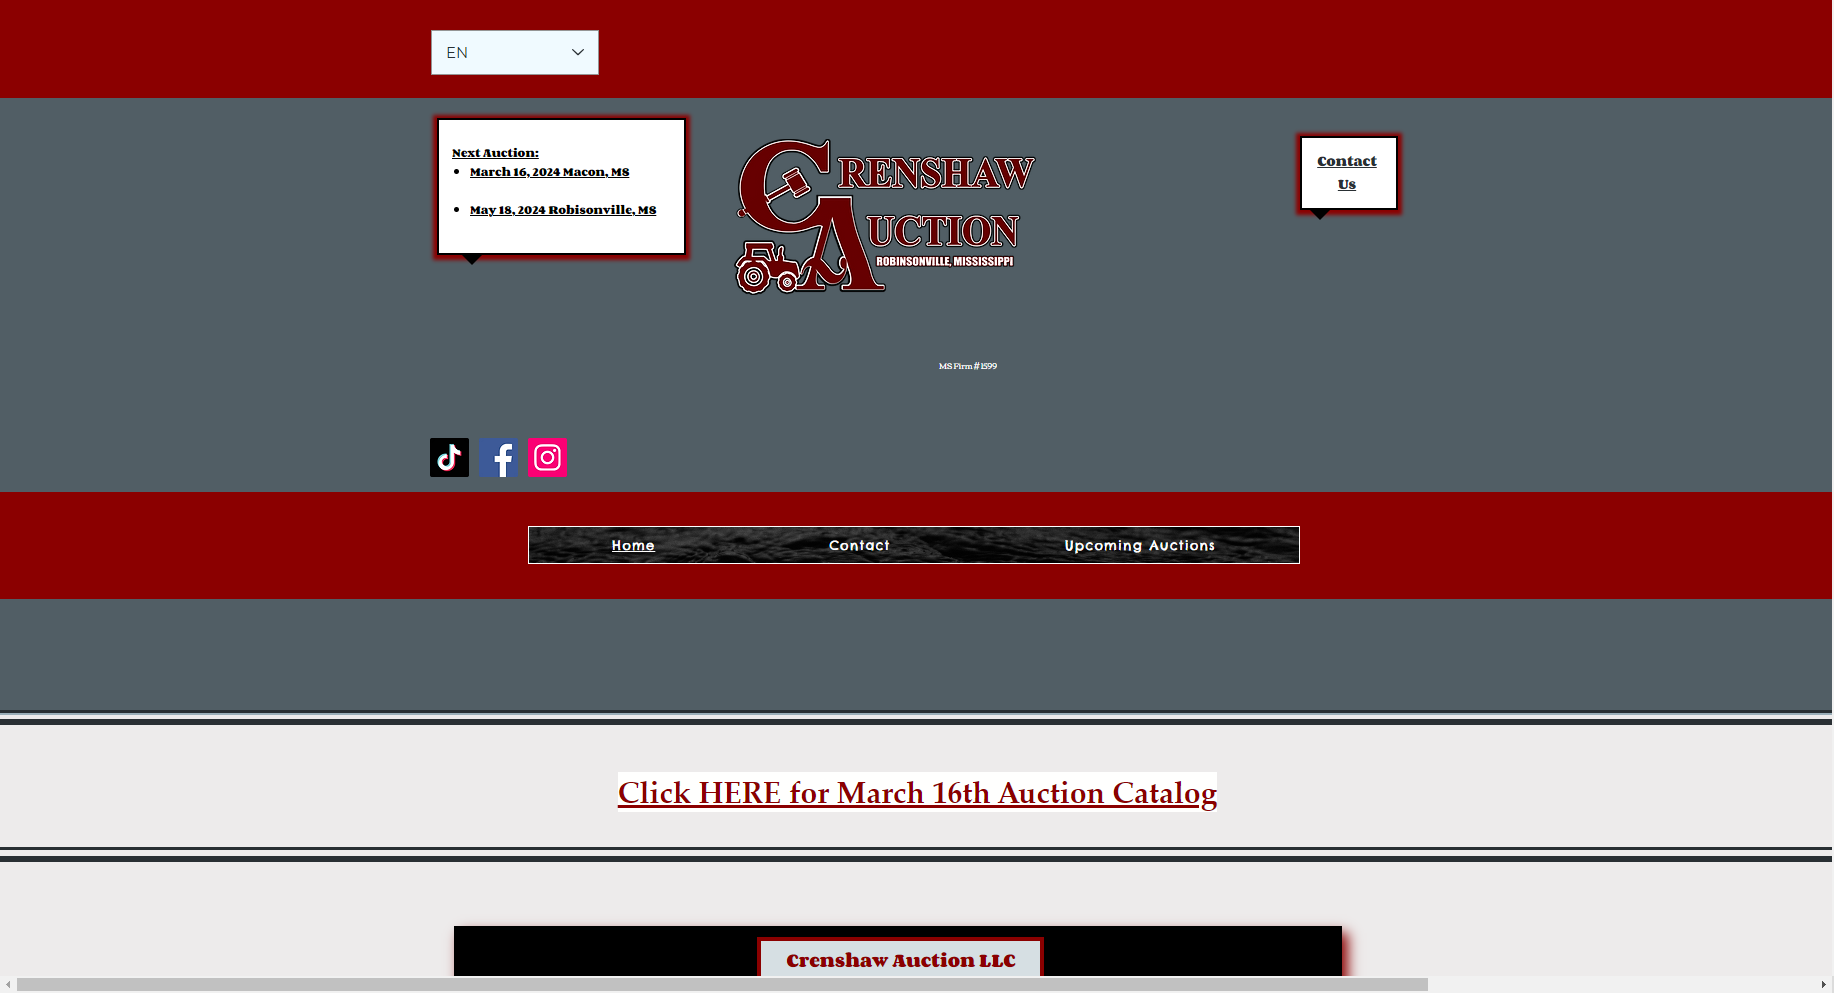 EN
Next Auction:
March 16, 2024 Macon, MS
May 18, 2024 Robisonville, MS
CRENSHAW
AUCTION
ROBINSONVILLE, MISSISSIPPI
Contact
Us
MS Firm #1599
Home
Contact
Upcoming Auctions
Click HERE for March 16th Auction Catalog
Crenshaw Auction LLC